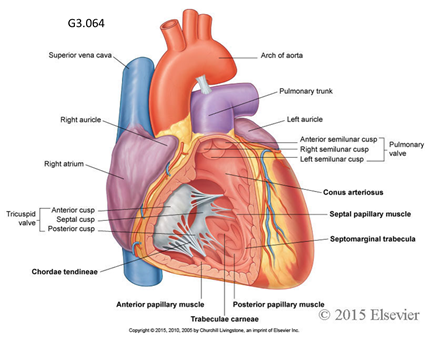 G3.064
Superior vena cava
Arch of aorta
Pulmonary trunk
Right auricle
Left auricle
Anterior semilunar cusp
Right semilunar cusp
Left semilunar cusp
Pulmonary
valve
Right atrium
Conus arteriosus
Tricuspid
valve
Anterior cusp
Septal cusp
Posterior cusp
Septal papillary muscle
Septomarginal trabecula
Chordae tendineae
Anterior papillary muscle
Posterior papillary muscle
Trabeculae carneae
© 2015 Elsevier
Copyright © 2015, 2010, 2005 by Churchill Livingstone, an imprint of Elsevier Inc.